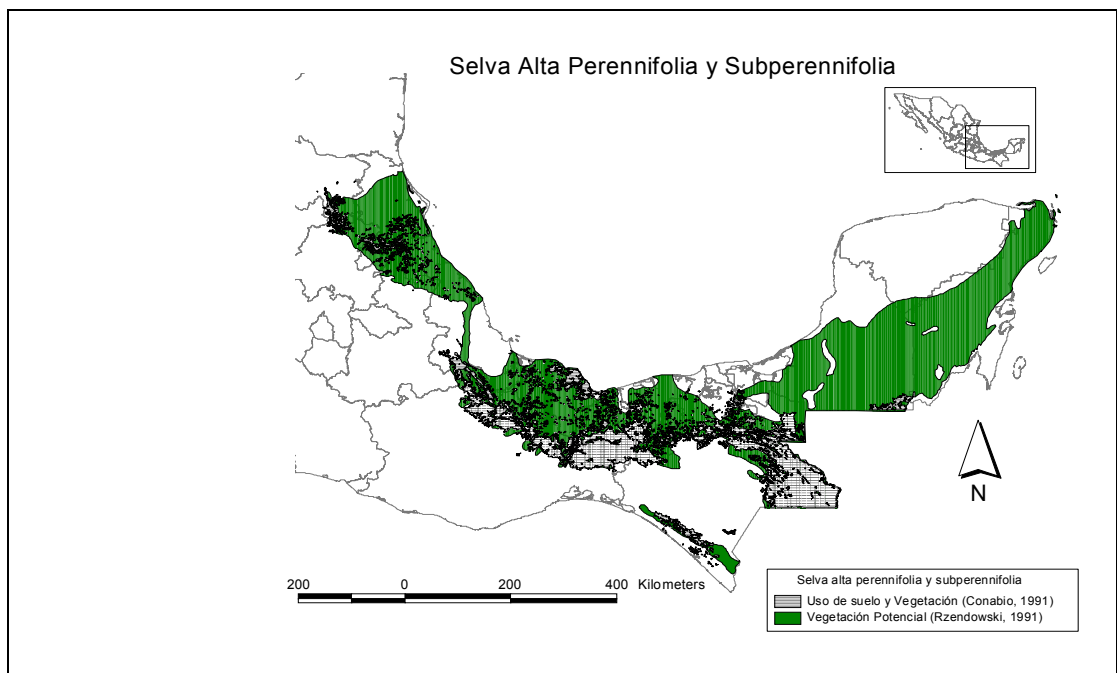 Selva Alta Perennifolia y Subperennifolia
N
200 0 200 400 Kilometers
Selva alta perennifolia y subperennifolia
Uso de suelo y Vegetación (Conabio, 1991)
Vegetación Potencial (Rzendowski, 1991)